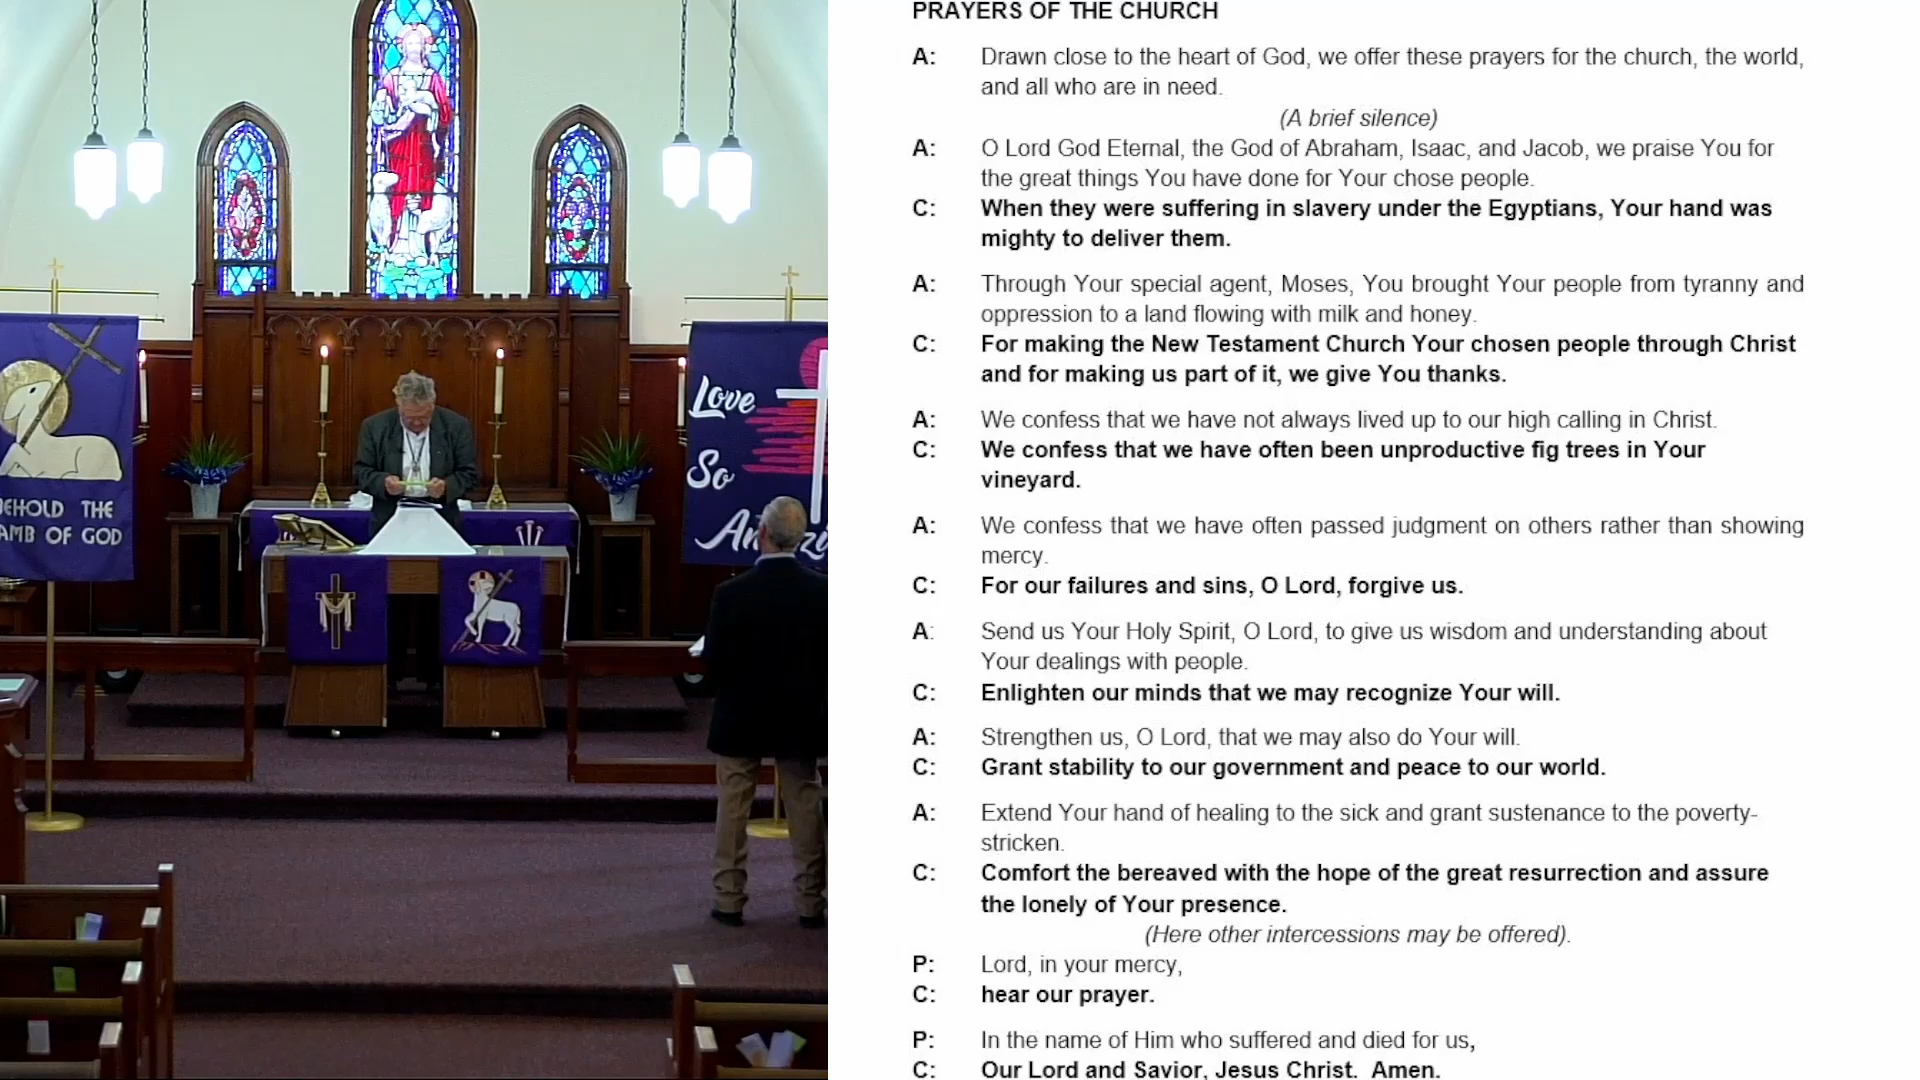 BEHOLD THE
LAMB OF GOD
Love
So
PRAYERS OF THE CHURCH
A: Drawn close to the heart of God, we offer these prayers for the church, the world,
and all who are in need.
(A brief silence)
A: O Lord God Eternal, the God of Abraham, Isaac, and Jacob, we praise You for
the great things You have done for Your chose people.
C: When they were suffering in slavery under the Egyptians, Your hand was
mighty to deliver them.
A: Through Your special agent, Moses, You brought Your people from tyranny and
oppression to a land flowing with milk and honey.
C: For making the New Testament Church Your chosen people through Christ
and for making us part of it, we give You thanks.
A: We confess that we have not always lived up to our high calling in Christ.
C: We confess that we have often been unproductive fig trees in Your
vineyard.
A: We confess that we have often passed judgment on others rather than showing
mercy.
C: For our failures and sins, O Lord, forgive us.
A: Send us Your Holy Spirit, O Lord, to give us wisdom and understanding about
Your dealings with people.
C: Enlighten our minds that we may recognize Your will.
A: Strengthen us, O Lord, that we may also do Your will.
C: Grant stability to our government and peace to our world.
A: Extend Your hand of healing to the sick and grant sustenance to the poverty-
stricken.
C: Comfort the bereaved with the hope of the great resurrection and assure
the lonely of Your presence.
(Here other intercessions may be offered).
P: Lord, in your mercy,
C: hear our prayer.
P: In the name of Him who suffered and died for us,
C: Our Lord and Savior, Jesus Christ. Amen.